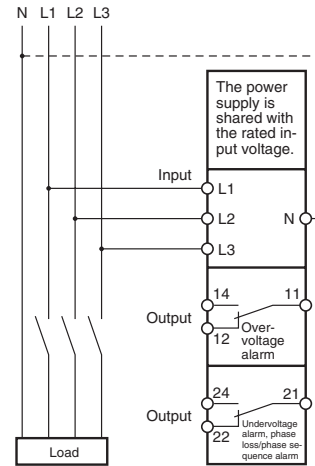 N L1 L2 L3
The power
supply is
shared with
the rated in-
put voltage.
Input
L1
L2
N
L3
14
11
Output
12
Over-
voltage
alarm
24
21
Output
22
Undervoltage
alarm, phase
loss/phase se-
quence alarm
Load